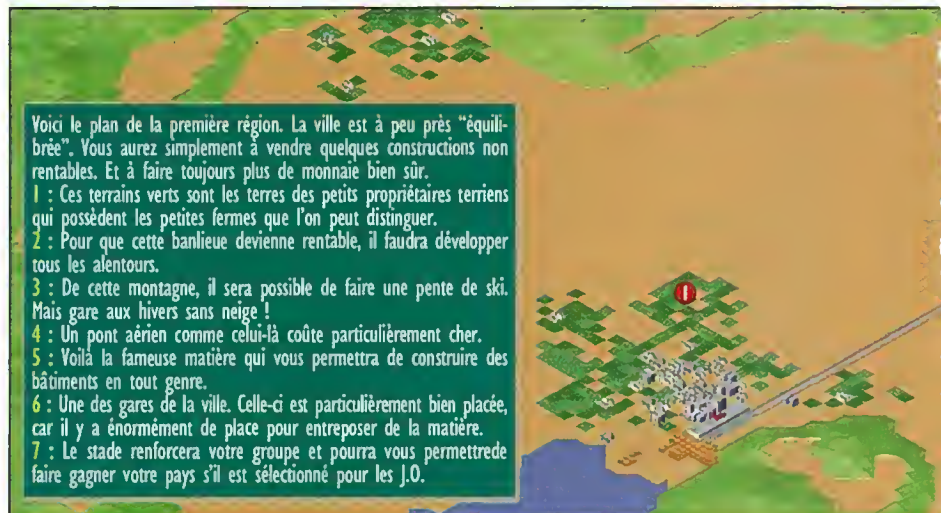 Voici le plan de la première région. La ville est à peu près “équili-
brée”. Vous aurez simplement à vendre quelques constructions non
rentables. Et à faire toujours plus de monnaie bien sûr.
1 : Ces terrains verts sont les terres des petits propriétaires terriens
qui possèdent les petites fermes que l'on peut distinguer.
2 : Pour que cette banlieue devienne rentable, il faudra développer
tous les alentours.
3 : De cette montagne, il sera possible de faire une pente de ski.
Mais gare aux hivers sans neige !
4 : Un pont aérien comme celui-là coûte particulièrement cher.
5 : Voilà la fameuse matière qui vous permettra de construire des
bâtiments en tout genre.
6 : Une des gares de la ville. Celle-ci est particulièrement bien placée,
car il y a énormément de place pour entreposer de la matière.
7 : Le stade renforcera votre groupe et pourra vous permettrede
faire gagner votre pays s'il est sélectionné pour les J.O.
1